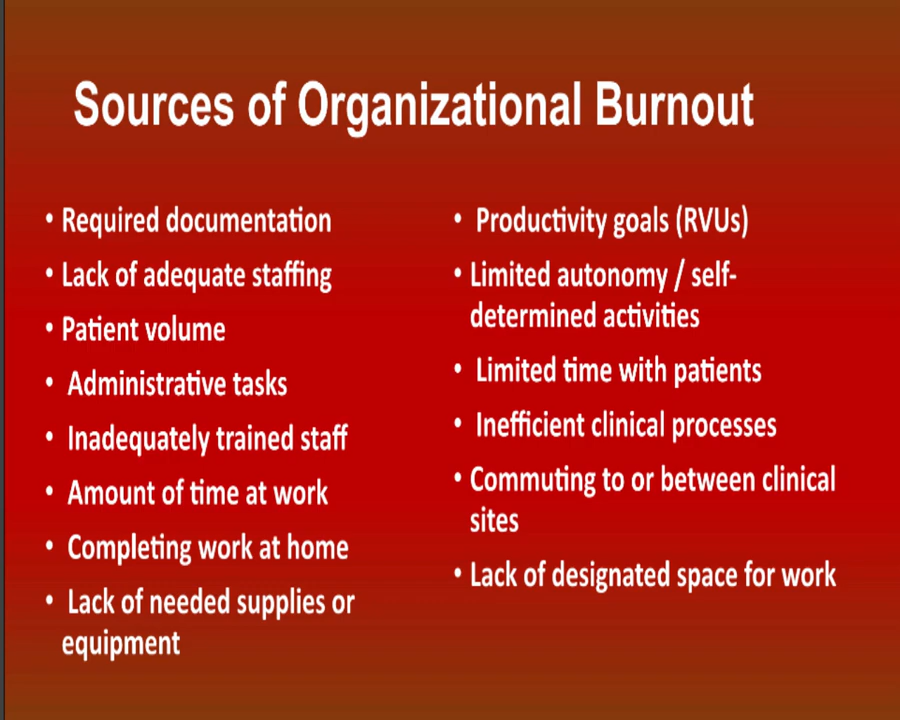 Sources of Organizational Burnout
• Required documentation
• Lack of adequate staffing
• Patient volume
• Administrative tasks
• Inadequately trained staff
• Amount of time at work
• Completing work at home
• Lack of needed supplies or
equipment
• Productivity goals (RVUs)
• Limited autonomy / self-
determined activities
• Limited time with patients
• Inefficient clinical processes
• Commuting to or between clinical
sites
• Lack of designated space for work